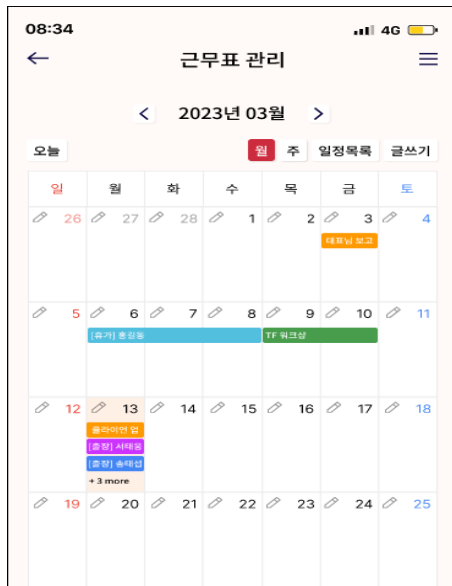 08:34 4G
근무표 관리
< 2023년 03월 >
오늘 월 주 일정목록 글쓰기
일 월 화 수 목 금 토
26 27 28 1 2 3 4
대표님 보고
5 6 7 8 9 10 11
[휴가] 홍길동 TF 워크샵
12 13 14 15 16 17 18
플라이먼 업
[출장] 서태웅
[출장] 송태섭
+ 3 more
19 20 21 22 23 24 25